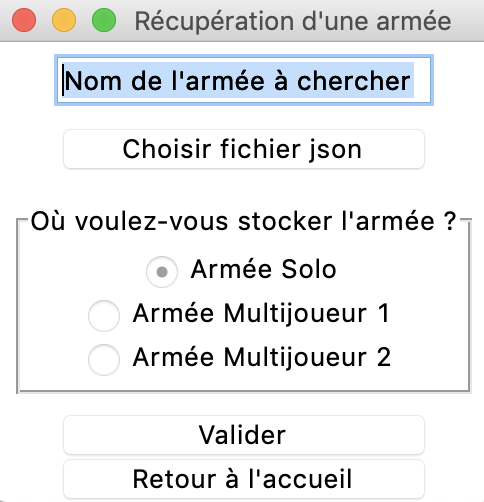 Récupération d'une armée
Nom de l'armée à chercher
Choisir fichier json
Où voulez-vous stocker l'armée ?
Armée Solo
Armée Multijoueur 1
Armée Multijoueur 2
Valider
Retour à l'accueil